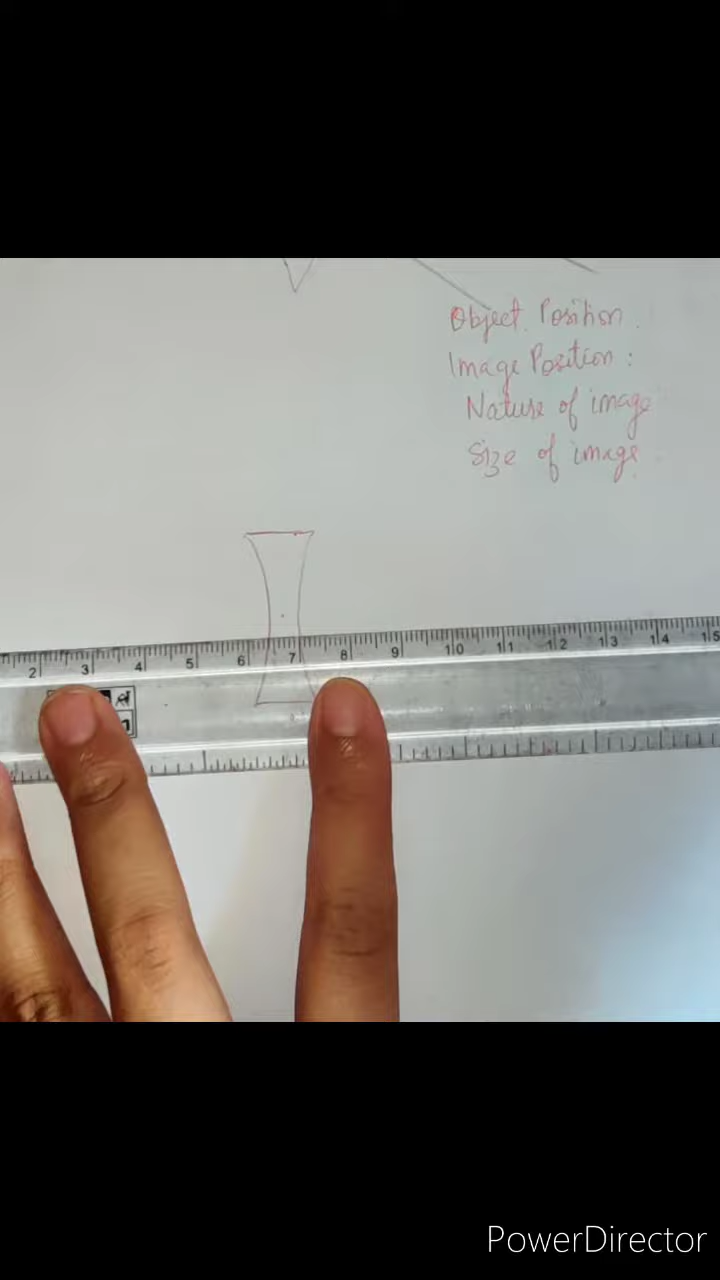 Object Position.
Image Position :
Nature of image
Size of image
2 3 4 5 6 7 8 9 10 11 12 13 14 15
PowerDirector